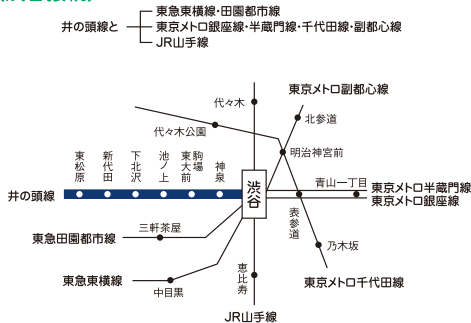 井の頭線と
東急東横線・田園都市線
東京メトロ銀座線・半蔵門線・千代田線・副都心線
JR山手線
代々木
東京メトロ副都心線
北参道
代々木公園
明治神宮前
東松原
新代田
下北沢
池ノ上
駒場東大前
神泉
渋谷
青山一丁目
井の頭線
東京メトロ半蔵門線
東京メトロ銀座線
表参道
三軒茶屋
東急田園都市線
乃木坂
恵比寿
東急東横線
中目黒
東京メトロ千代田線
JR山手線